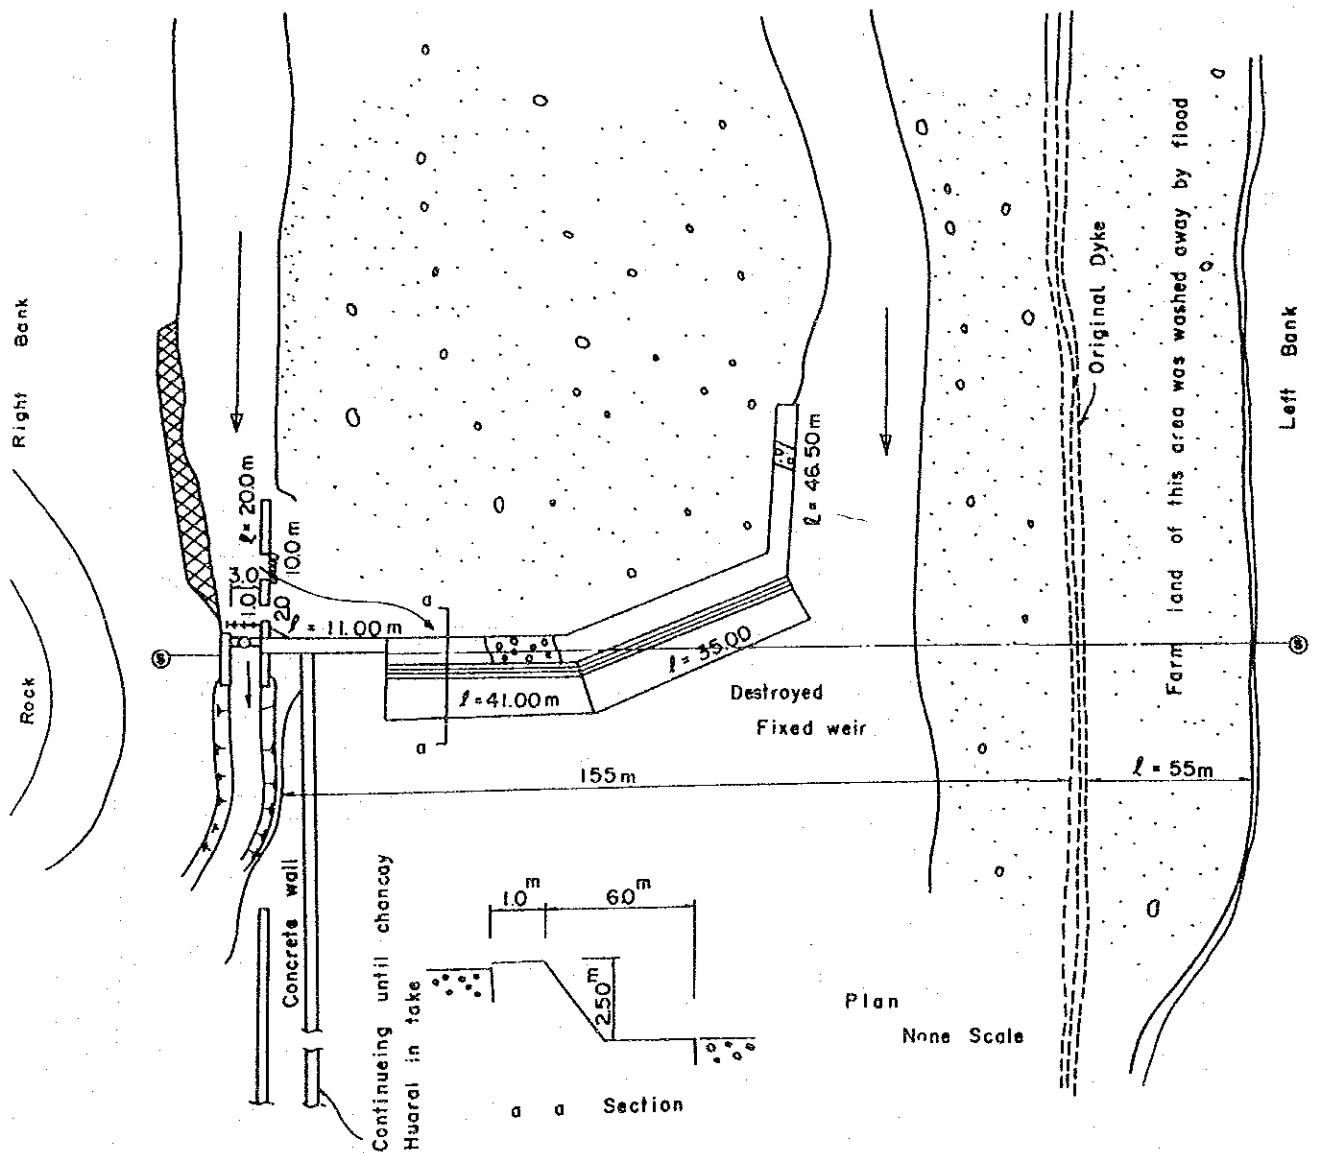 Right Bank
Rock
ℓ = 20.0m
10.0m
3.0
1.0
2.0
ℓ = 11.00m
a
a
ℓ = 41.00m
ℓ = 35.00
ℓ = 46.50m
Destroyed
Fixed weir
155m
ℓ = 55m
Original Dyke
Farm land of this area was washed away by flood
Left Bank
S
S
Concrete wall
Continueing until chancay
Huaral in take
1.0m
6.0m
2.50m
a a Section
Plan
None Scale